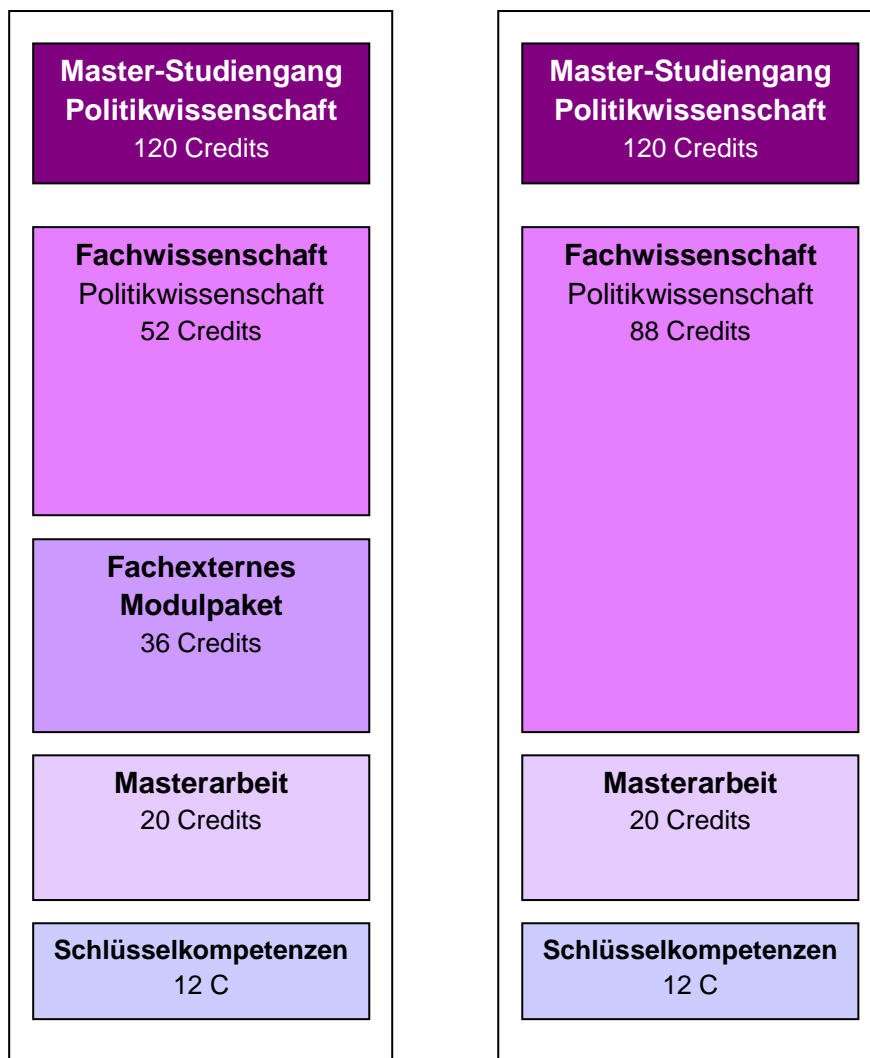 Master-Studiengang
Politikwissenschaft
120 Credits
Fachwissenschaft
Politikwissenschaft
52 Credits
Fachexternes
Modulpaket
36 Credits
Masterarbeit
20 Credits
Schlüsselkompetenzen
12 C
Master-Studiengang
Politikwissenschaft
120 Credits
Fachwissenschaft
Politikwissenschaft
88 Credits
Masterarbeit
20 Credits
Schlüsselkompetenzen
12 C